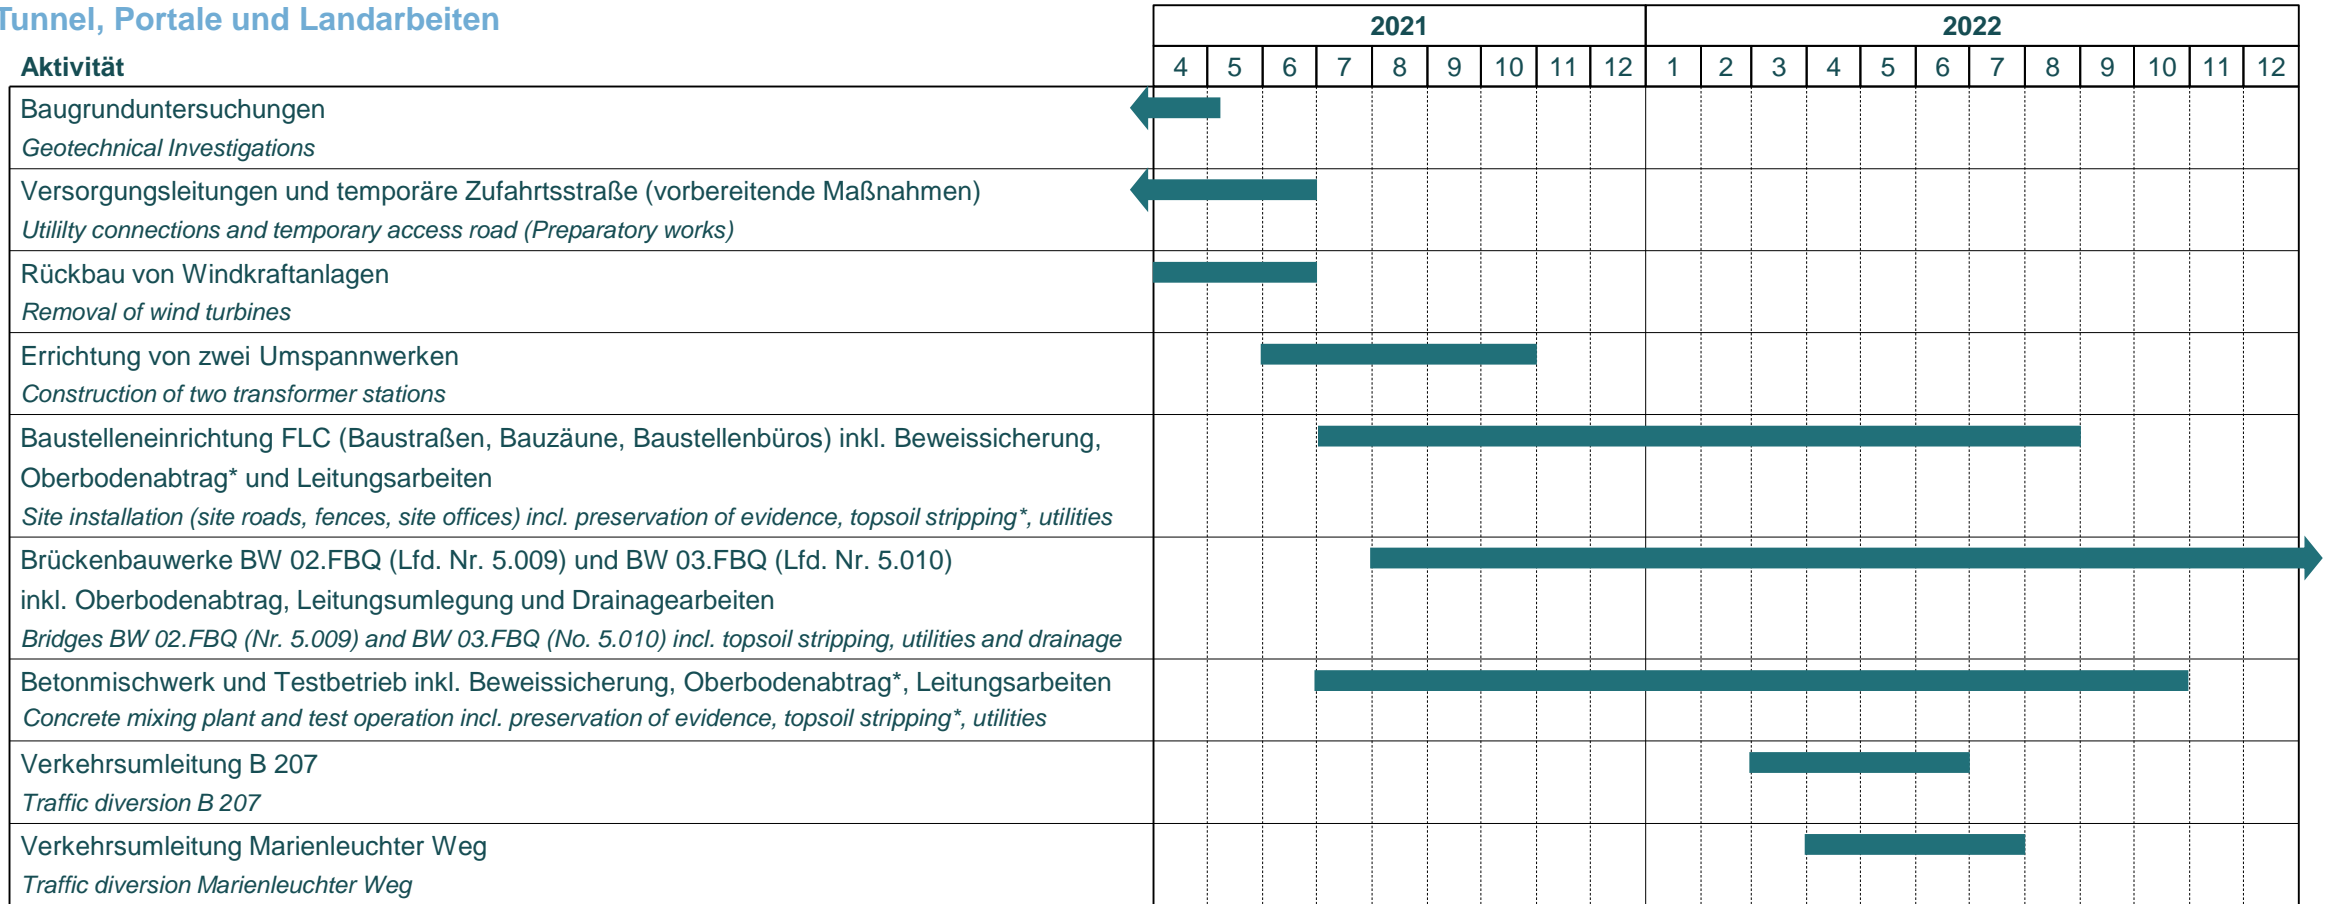 Tunnel, Portale und Landarbeiten
2021 2022
Aktivität 4 5 6 7 8 9 10 11 12 1 2 3 4 5 6 7 8 9 10 11 12
Baugrunduntersuchungen
Geotechnical Investigations
Versorgungsleitungen und temporäre Zufahrtsstraße (vorbereitende Maßnahmen)
Utililty connections and temporary access road (Preparatory works)
Rückbau von Windkraftanlagen
Removal of wind turbines
Errichtung von zwei Umspannwerken
Construction of two transformer stations
Baustelleneinrichtung FLC (Baustraßen, Bauzäune, Baustellenbüros) inkl. Beweissicherung,
Oberbodenabtrag* und Leitungsarbeiten
Site installation (site roads, fences, site offices) incl. preservation of evidence, topsoil stripping*, utilities
Brückenbauwerke BW 02.FBQ (Lfd. Nr. 5.009) und BW 03.FBQ (Lfd. Nr. 5.010)
inkl. Oberbodenabtrag, Leitungsumlegung und Drainagearbeiten
Bridges BW 02.FBQ (Nr. 5.009) and BW 03.FBQ (No. 5.010) incl. topsoil stripping, utilities and drainage
Betonmischwerk und Testbetrieb inkl. Beweissicherung, Oberbodenabtrag*, Leitungsarbeiten
Concrete mixing plant and test operation incl. preservation of evidence, topsoil stripping*, utilities
Verkehrsumleitung B 207
Traffic diversion B 207
Verkehrsumleitung Marienleuchter Weg
Traffic diversion Marienleuchter Weg